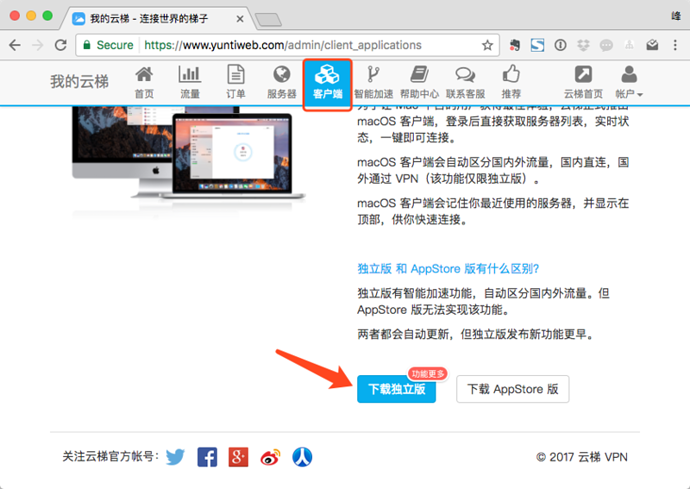 我的云梯 - 连接世界的梯子
峰
Secure https://www.yuntiweb.com/admin/client_applications
我的云梯
首页
流量
订单
服务器
客户端
智能加速
帮助中心
联系客服
推荐
云梯首页
帐户
macOS 客户端，登录后直接获取服务器列表，实时状
态，一键即可连接。
macOS 客户端会自动区分国内外流量，国内直连，国
外通过 VPN（该功能仅限独立版）。
macOS 客户端会记住你最近使用的服务器，并显示在
顶部，供你快速连接。
独立版 和 AppStore 版有什么区别?
独立版有智能加速功能，自动区分国内外流量。但
AppStore 版无法实现该功能。
两者都会自动更新，但独立版发布新功能更早。
功能更多
下载独立版
下载 AppStore 版
关注云梯官方帐号：
© 2017 云梯 VPN